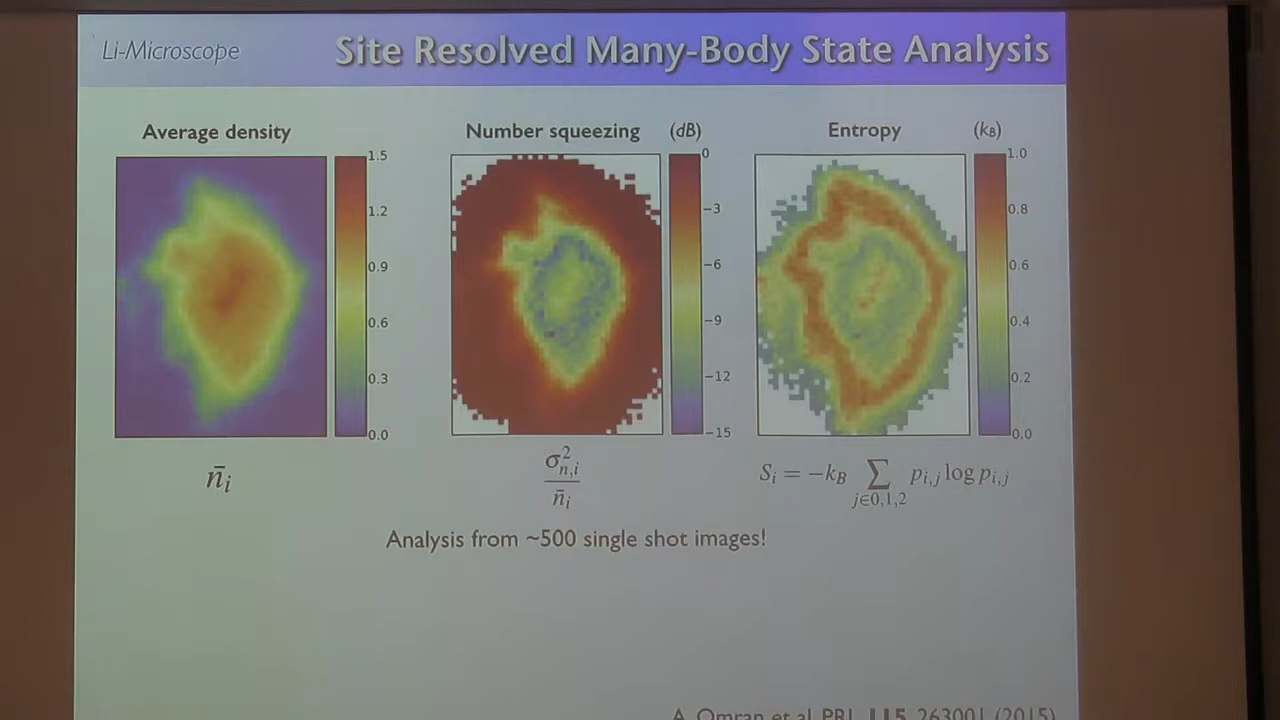 Li-Microscope
Site Resolved Many-Body State Analysis
Average density
Number squeezing (dB)
Entropy (kB)
1.5
1.2
0.9
0.6
0.3
0.0
0
−3
−6
−9
−12
−15
1.0
0.8
0.6
0.4
0.2
0.0
n̄i
σ²n,i / n̄i
Si = −kB ∑ pi,j log pi,j
j∈0,1,2
Analysis from ~500 single shot images!
A. Omran et al. PRL 115, 263001 (2015)